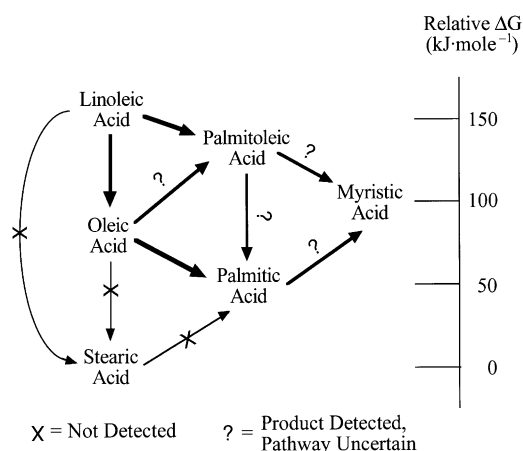 Relative ΔG
(kJ·mole⁻¹)
Linoleic
Acid
150
Palmitoleic
Acid
?
?
Myristic
Acid
100
Oleic
Acid
?
X
?
Palmitic
Acid
50
X
X
Stearic
Acid
0
X = Not Detected
? = Product Detected,
Pathway Uncertain